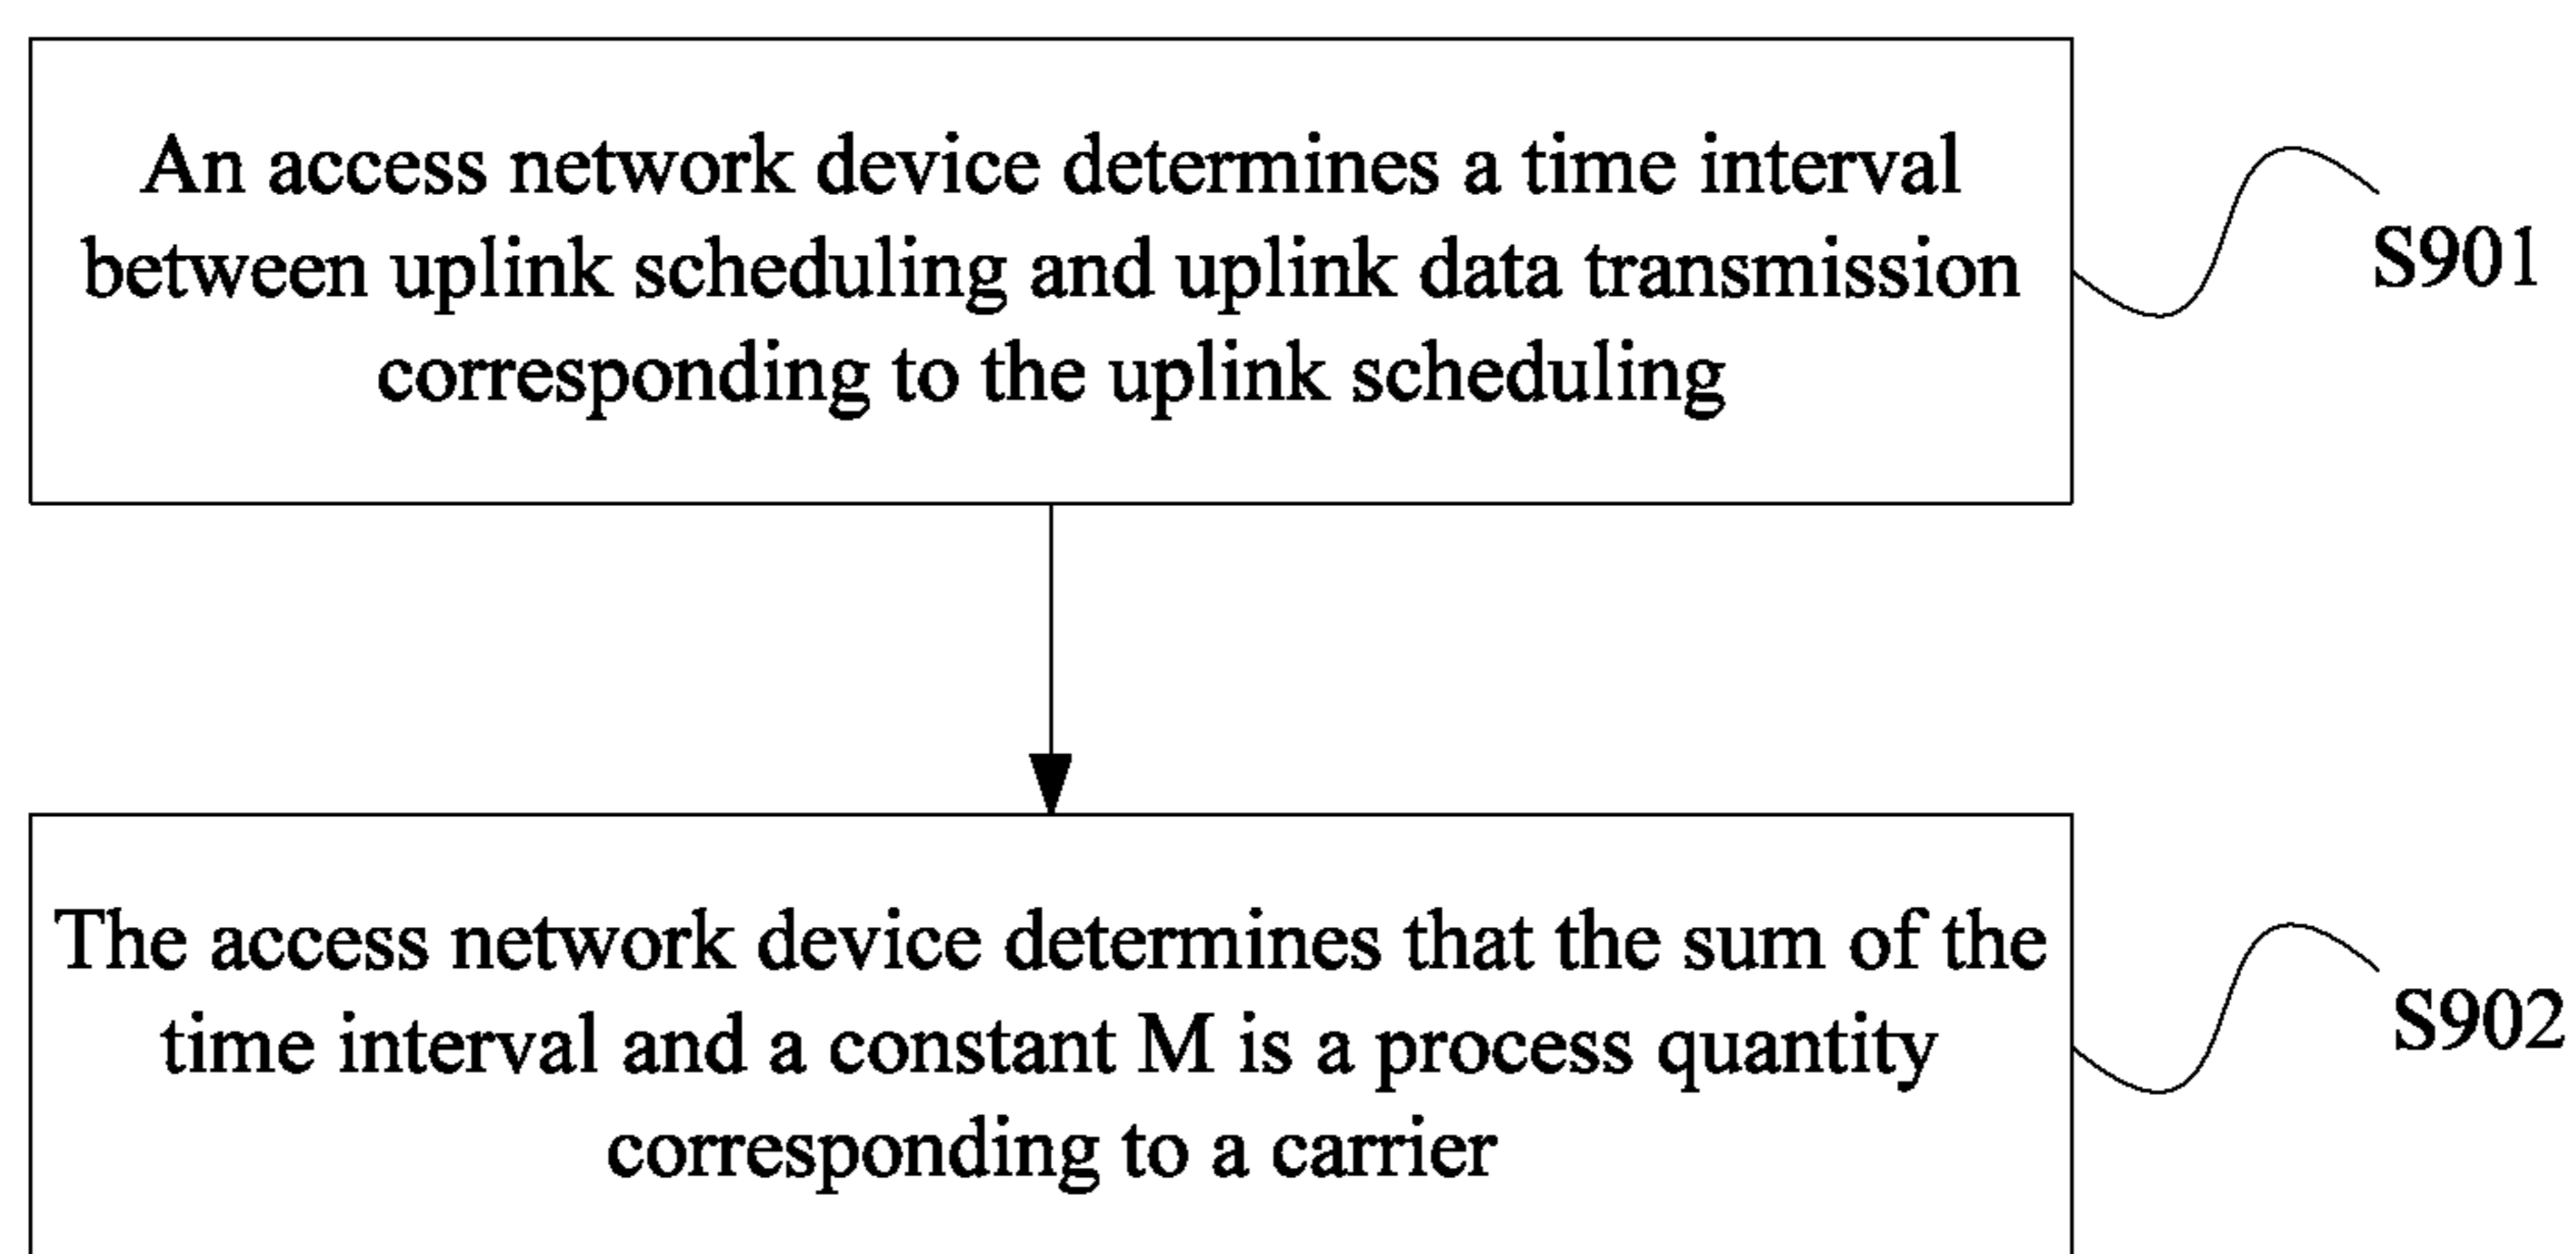 An access network device determines a time interval
between uplink scheduling and uplink data transmission
corresponding to the uplink scheduling
S901
The access network device determines that the sum of the
time interval and a constant M is a process quantity
corresponding to a carrier
S902